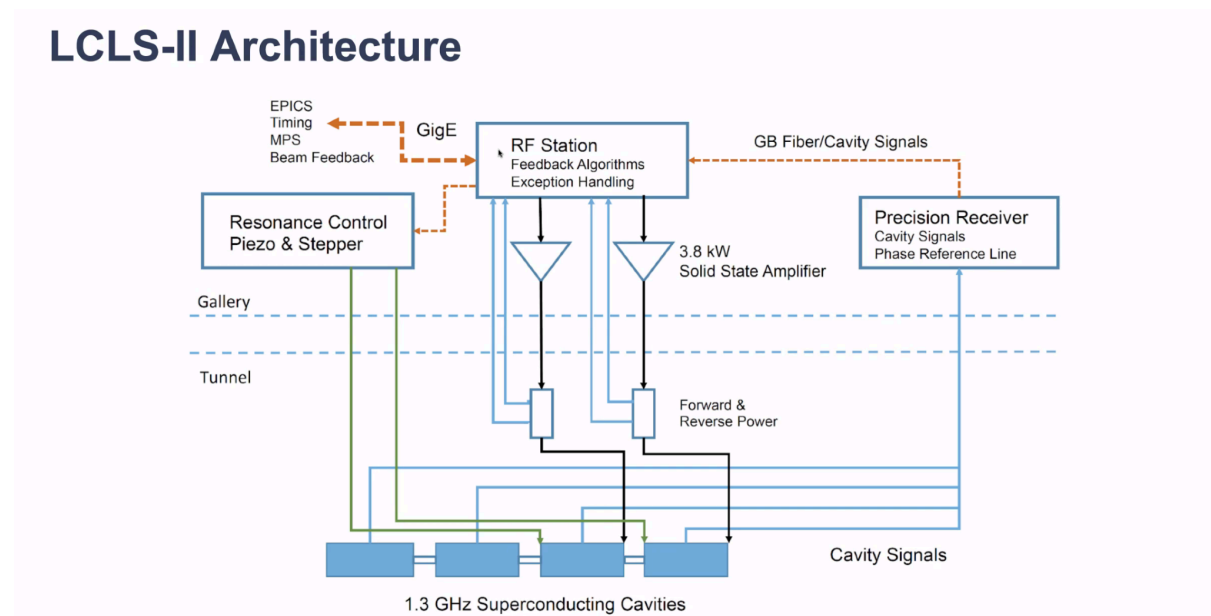 LCLS-II Architecture
EPICS
Timing
MPS
Beam Feedback
GigE
RF Station
Feedback Algorithms
Exception Handling
GB Fiber/Cavity Signals
Resonance Control
Piezo & Stepper
Precision Receiver
Cavity Signals
Phase Reference Line
3.8 kW
Solid State Amplifier
Gallery
Tunnel
Forward &
Reverse Power
Cavity Signals
1.3 GHz Superconducting Cavities